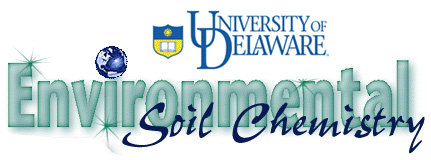 UNIVERSITY OF
DELAWARE
Environmental
Soil Chemistry